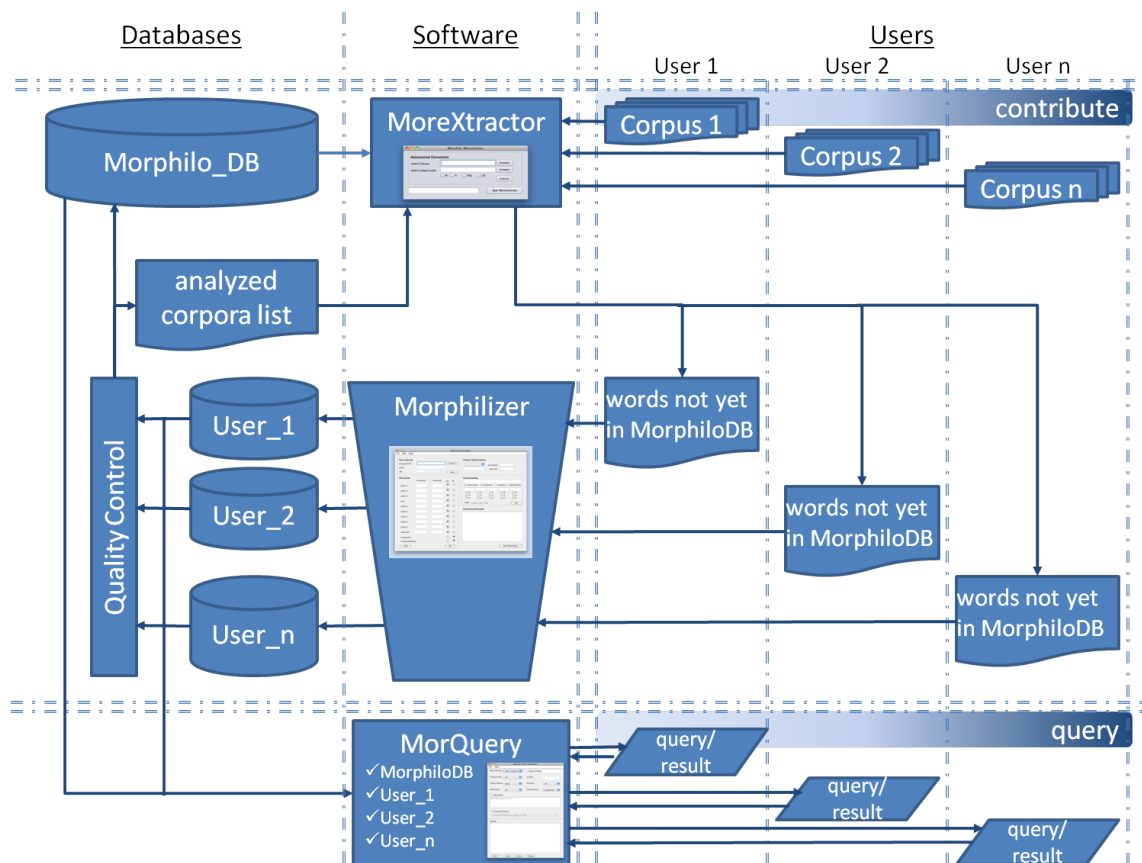 Databases
Software
Users
User 1
User 2
User n
contribute
Morphilo_DB
MoreXtractor
Automated Extraction
Corpus 1
Corpus 2
Corpus n
analyzed
corpora list
Quality Control
User_1
User_2
User_n
Morphilizer
words not yet
in MorphiloDB
words not yet
in MorphiloDB
words not yet
in MorphiloDB
query
MorQuery
✓MorphiloDB
✓User_1
✓User_2
✓User_n
query/
result
query/
result
query/
result